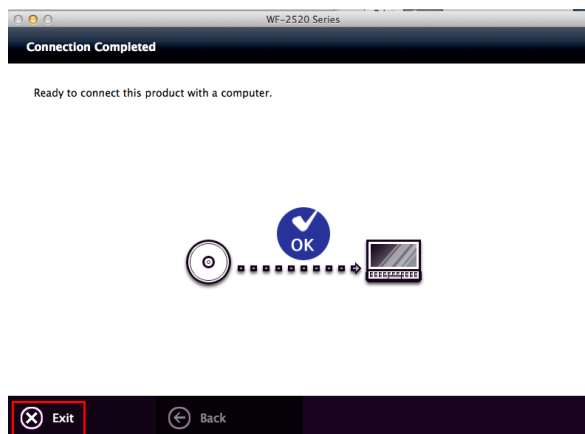 WF-2520 Series
Connection Completed
Ready to connect this product with a computer.
OK
Exit
Back